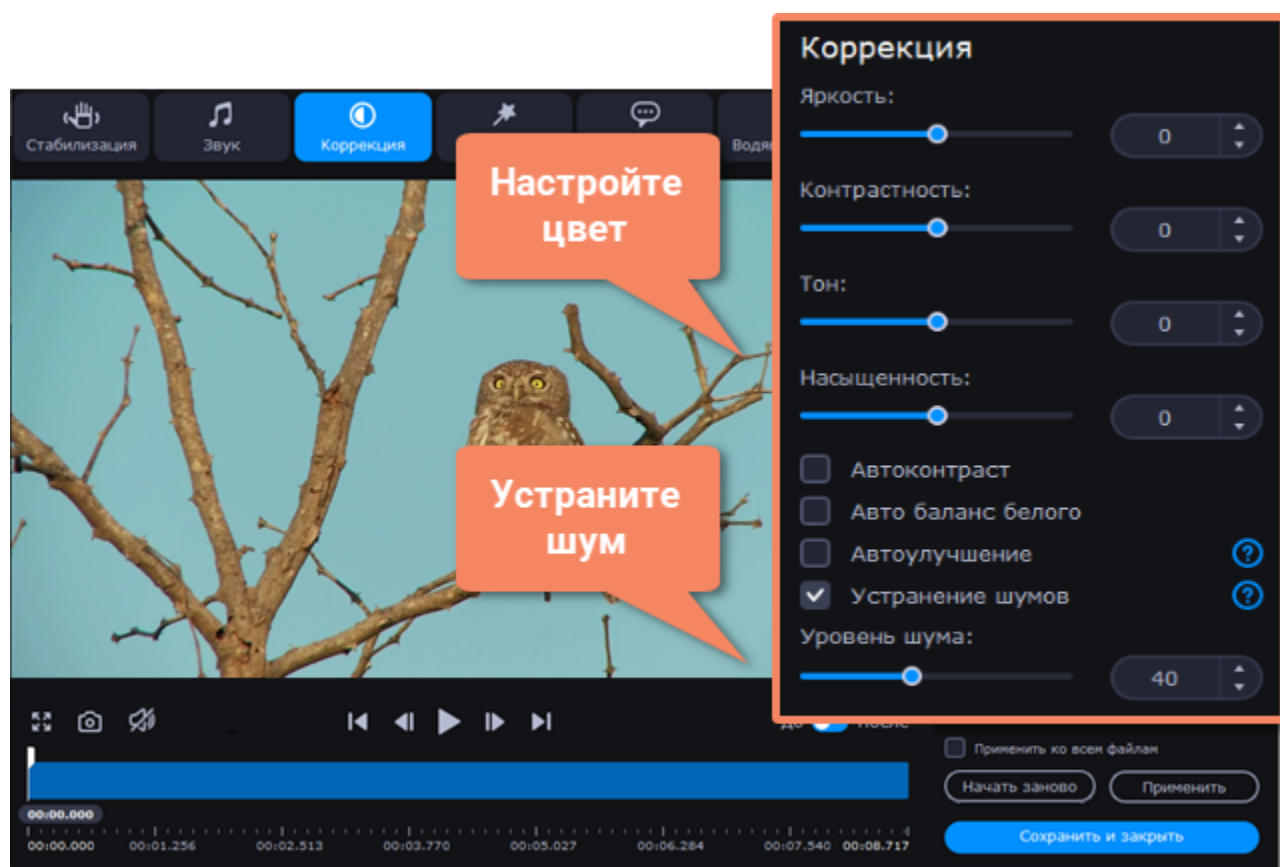 Коррекция
Яркость:
0
Контрастность:
0
Тон:
0
Насыщенность:
0
Автоконтраст
Авто баланс белого
Автоулучшение
?
Устранение шумов
?
Уровень шума:
40
Стабилизация
Звук
Коррекция
Настройте
цвет
Устраните
шум
Применить ко всем файлам
Начать заново
Применить
Сохранить и закрыть
00:00.000
00:00.000
00:01.256
00:02.513
00:03.770
00:05.027
00:06.284
00:07.540
00:08.717